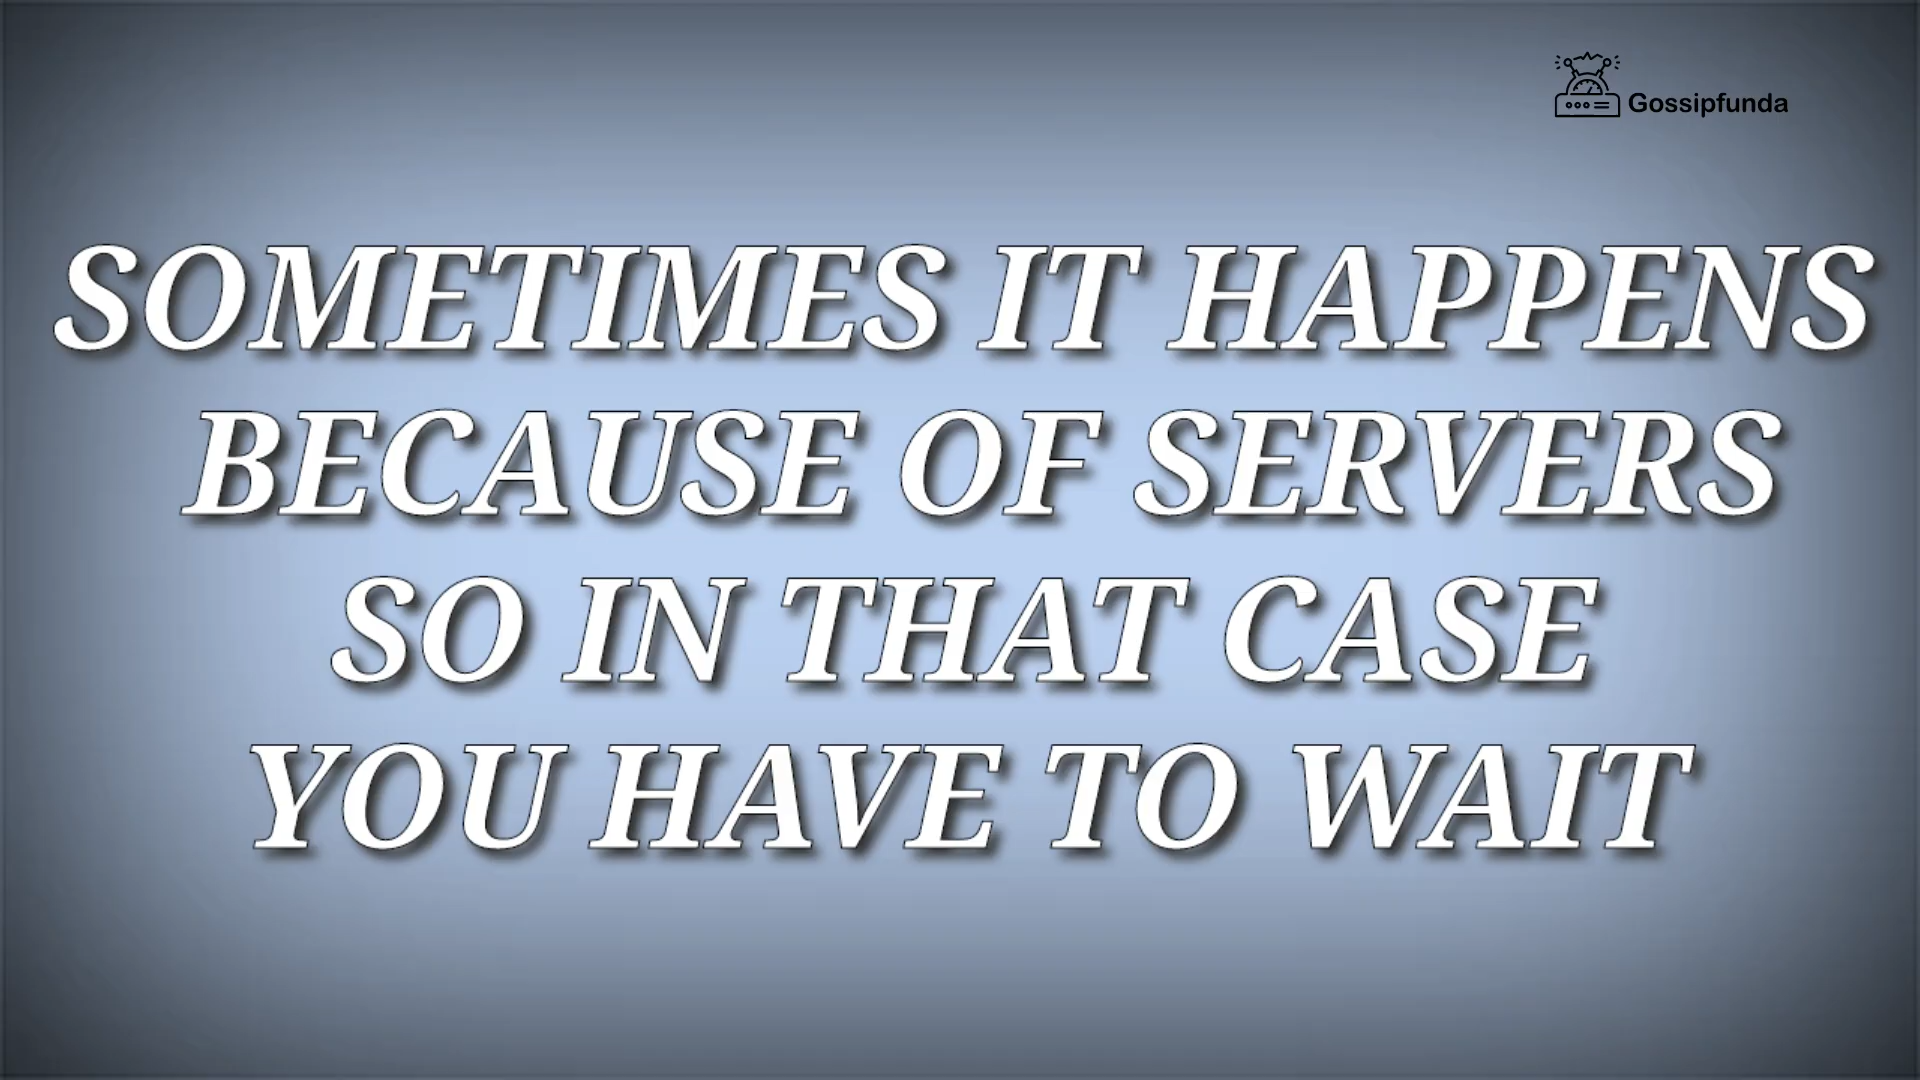 Gossipfunda
SOMETIMES IT HAPPENS
BECAUSE OF SERVERS
SO IN THAT CASE
YOU HAVE TO WAIT